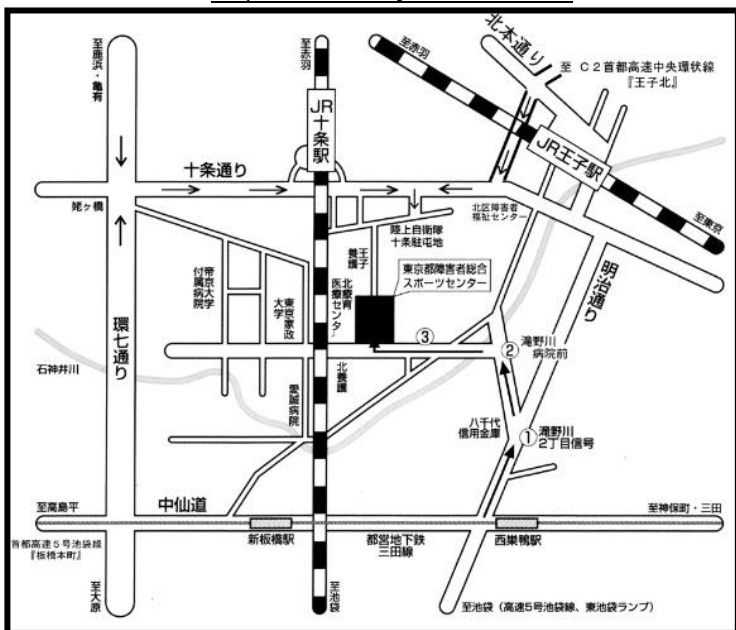 至鹿浜・亀有
至赤羽
至赤羽
北本通り
至 C2首都高速中央環状線
『王子北』
JR十条駅
JR王子駅
十条通り
姥ヶ橋
北区障害者
福祉センター
至東京
陸上自衛隊
十条駐屯地
王子
養護
東京都障害者総合
スポーツセンター
明治通り
帝京大学
付属病院
東京家政
大学
北療育
医療センター
環七通り
石神井川
③
②
滝野川
病院前
愛誠病院
北養護
八千代
信用金庫
①
滝野川
2丁目信号
至高島平
中仙道
至神保町・三田
首都高速5号池袋線
『板橋本町』
新板橋駅
都営地下鉄
三田線
西巣鴨駅
至大原
至池袋
至池袋(高速5号池袋線、東池袋ランプ)